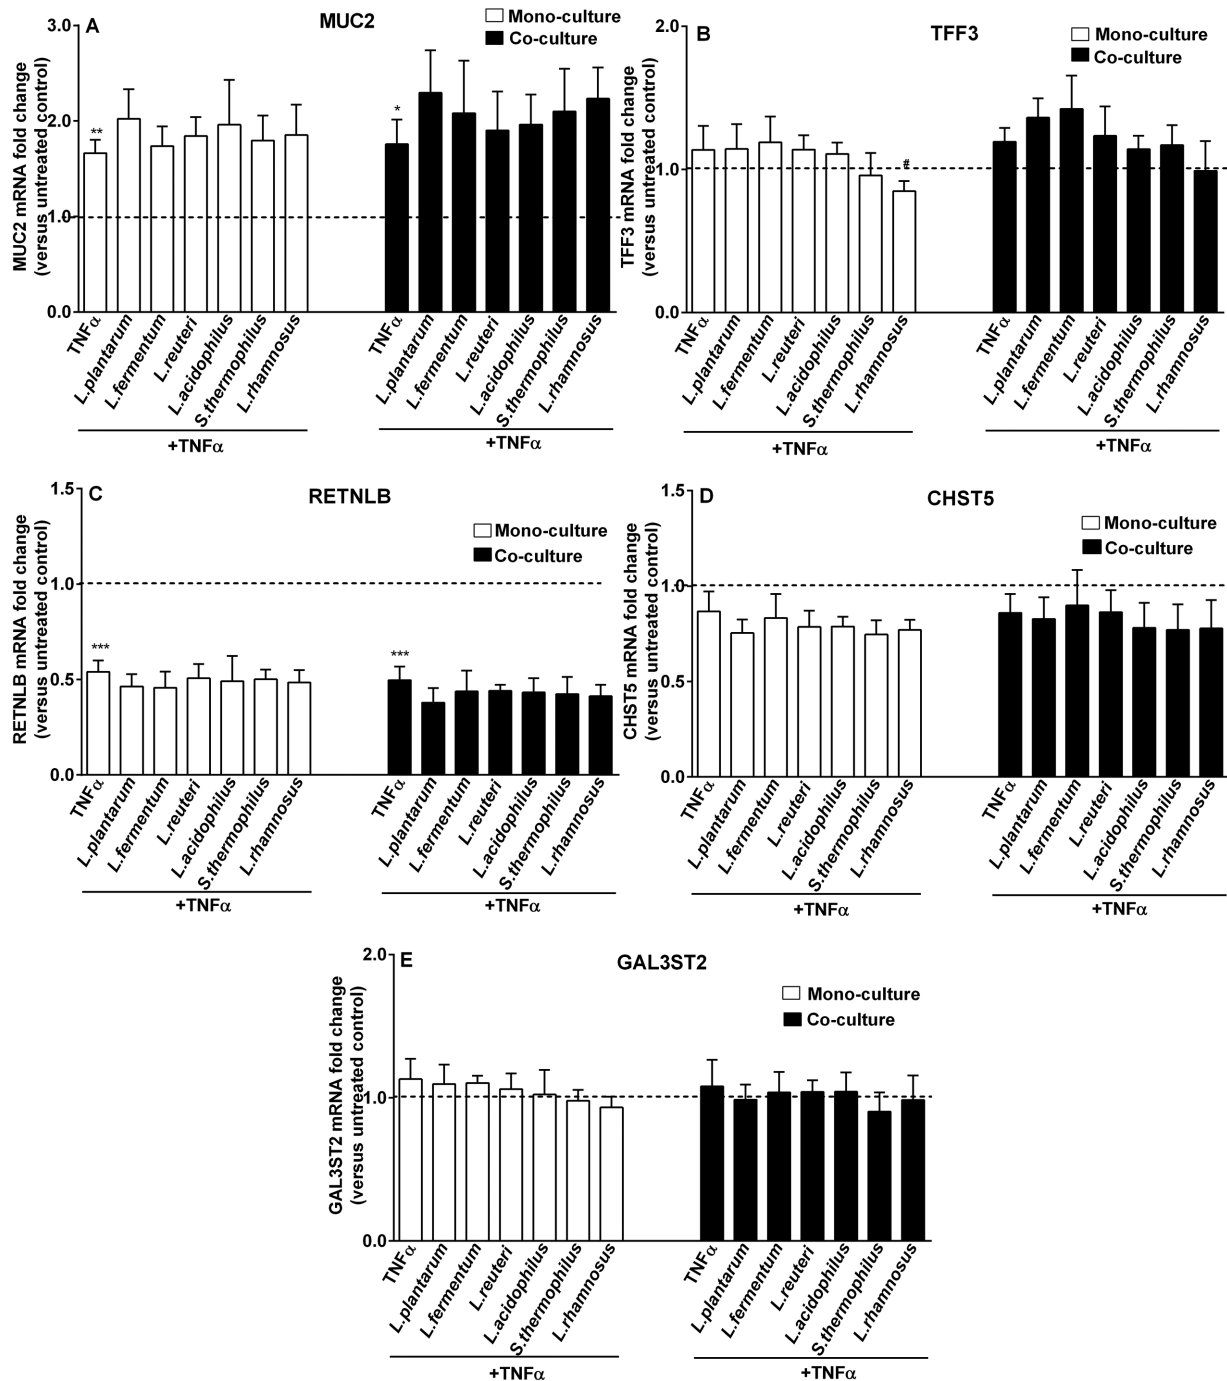 A
MUC2
Mono-culture
Co-culture
MUC2 mRNA fold change
(versus untreated control)
3.0
2.0
1.0
0.0
**
*
TNFα
L.plantarum
L.fermentum
L.reuteri
L.acidophilus
S.thermophilus
L.rhamnosus
+TNFα
TNFα
L.plantarum
L.fermentum
L.reuteri
L.acidophilus
S.thermophilus
L.rhamnosus
+TNFα
B
TFF3
Mono-culture
Co-culture
TFF3 mRNA fold change
(versus untreated control)
2.0
1.0
0.0
#
TNFα
L.plantarum
L.fermentum
L.reuteri
L.acidophilus
S.thermophilus
L.rhamnosus
+TNFα
TNFα
L.plantarum
L.fermentum
L.reuteri
L.acidophilus
S.thermophilus
L.rhamnosus
+TNFα
C
RETNLB
Mono-culture
Co-culture
RETNLB mRNA fold change
(versus untreated control)
1.5
1.0
0.5
0.0
***
***
TNFα
L.plantarum
L.fermentum
L.reuteri
L.acidophilus
S.thermophilus
L.rhamnosus
+TNFα
TNFα
L.plantarum
L.fermentum
L.reuteri
L.acidophilus
S.thermophilus
L.rhamnosus
+TNFα
D
CHST5
Mono-culture
Co-culture
CHST5 mRNA fold change
(versus untreated control)
1.5
1.0
0.5
0.0
TNFα
L.plantarum
L.fermentum
L.reuteri
L.acidophilus
S.thermophilus
L.rhamnosus
+TNFα
TNFα
L.plantarum
L.fermentum
L.reuteri
L.acidophilus
S.thermophilus
L.rhamnosus
+TNFα
E
GAL3ST2
Mono-culture
Co-culture
GAL3ST2 mRNA fold change
(versus untreated control)
2.0
1.0
0.0
TNFα
L.plantarum
L.fermentum
L.reuteri
L.acidophilus
S.thermophilus
L.rhamnosus
+TNFα
TNFα
L.plantarum
L.fermentum
L.reuteri
L.acidophilus
S.thermophilus
L.rhamnosus
+TNFα